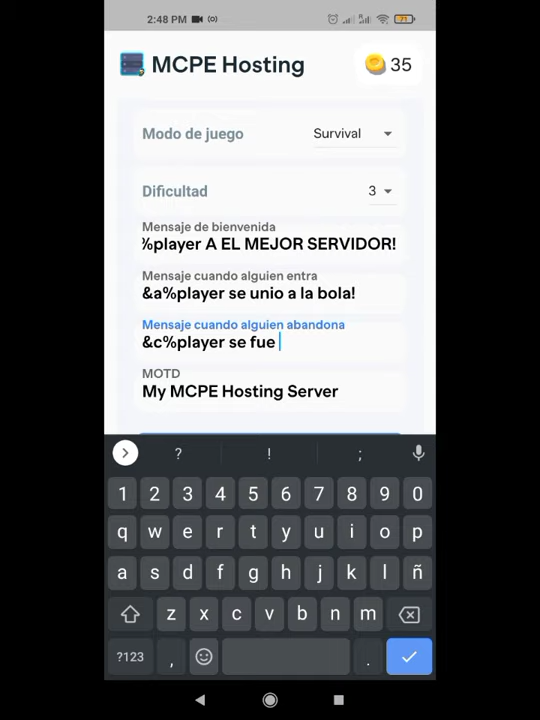 2:48 PM 71
MCPE Hosting 35
Modo de juego Survival
Dificultad 3
Mensaje de bienvenida
%player A EL MEJOR SERVIDOR!
Mensaje cuando alguien entra
&a%player se unio a la bola!
Mensaje cuando alguien abandona
&c%player se fue
MOTD
My MCPE Hosting Server
? ! ;
1 2 3 4 5 6 7 8 9 0
q w e r t y u i o p
a s d f g h j k l ñ
z x c v b n m
?123 , .